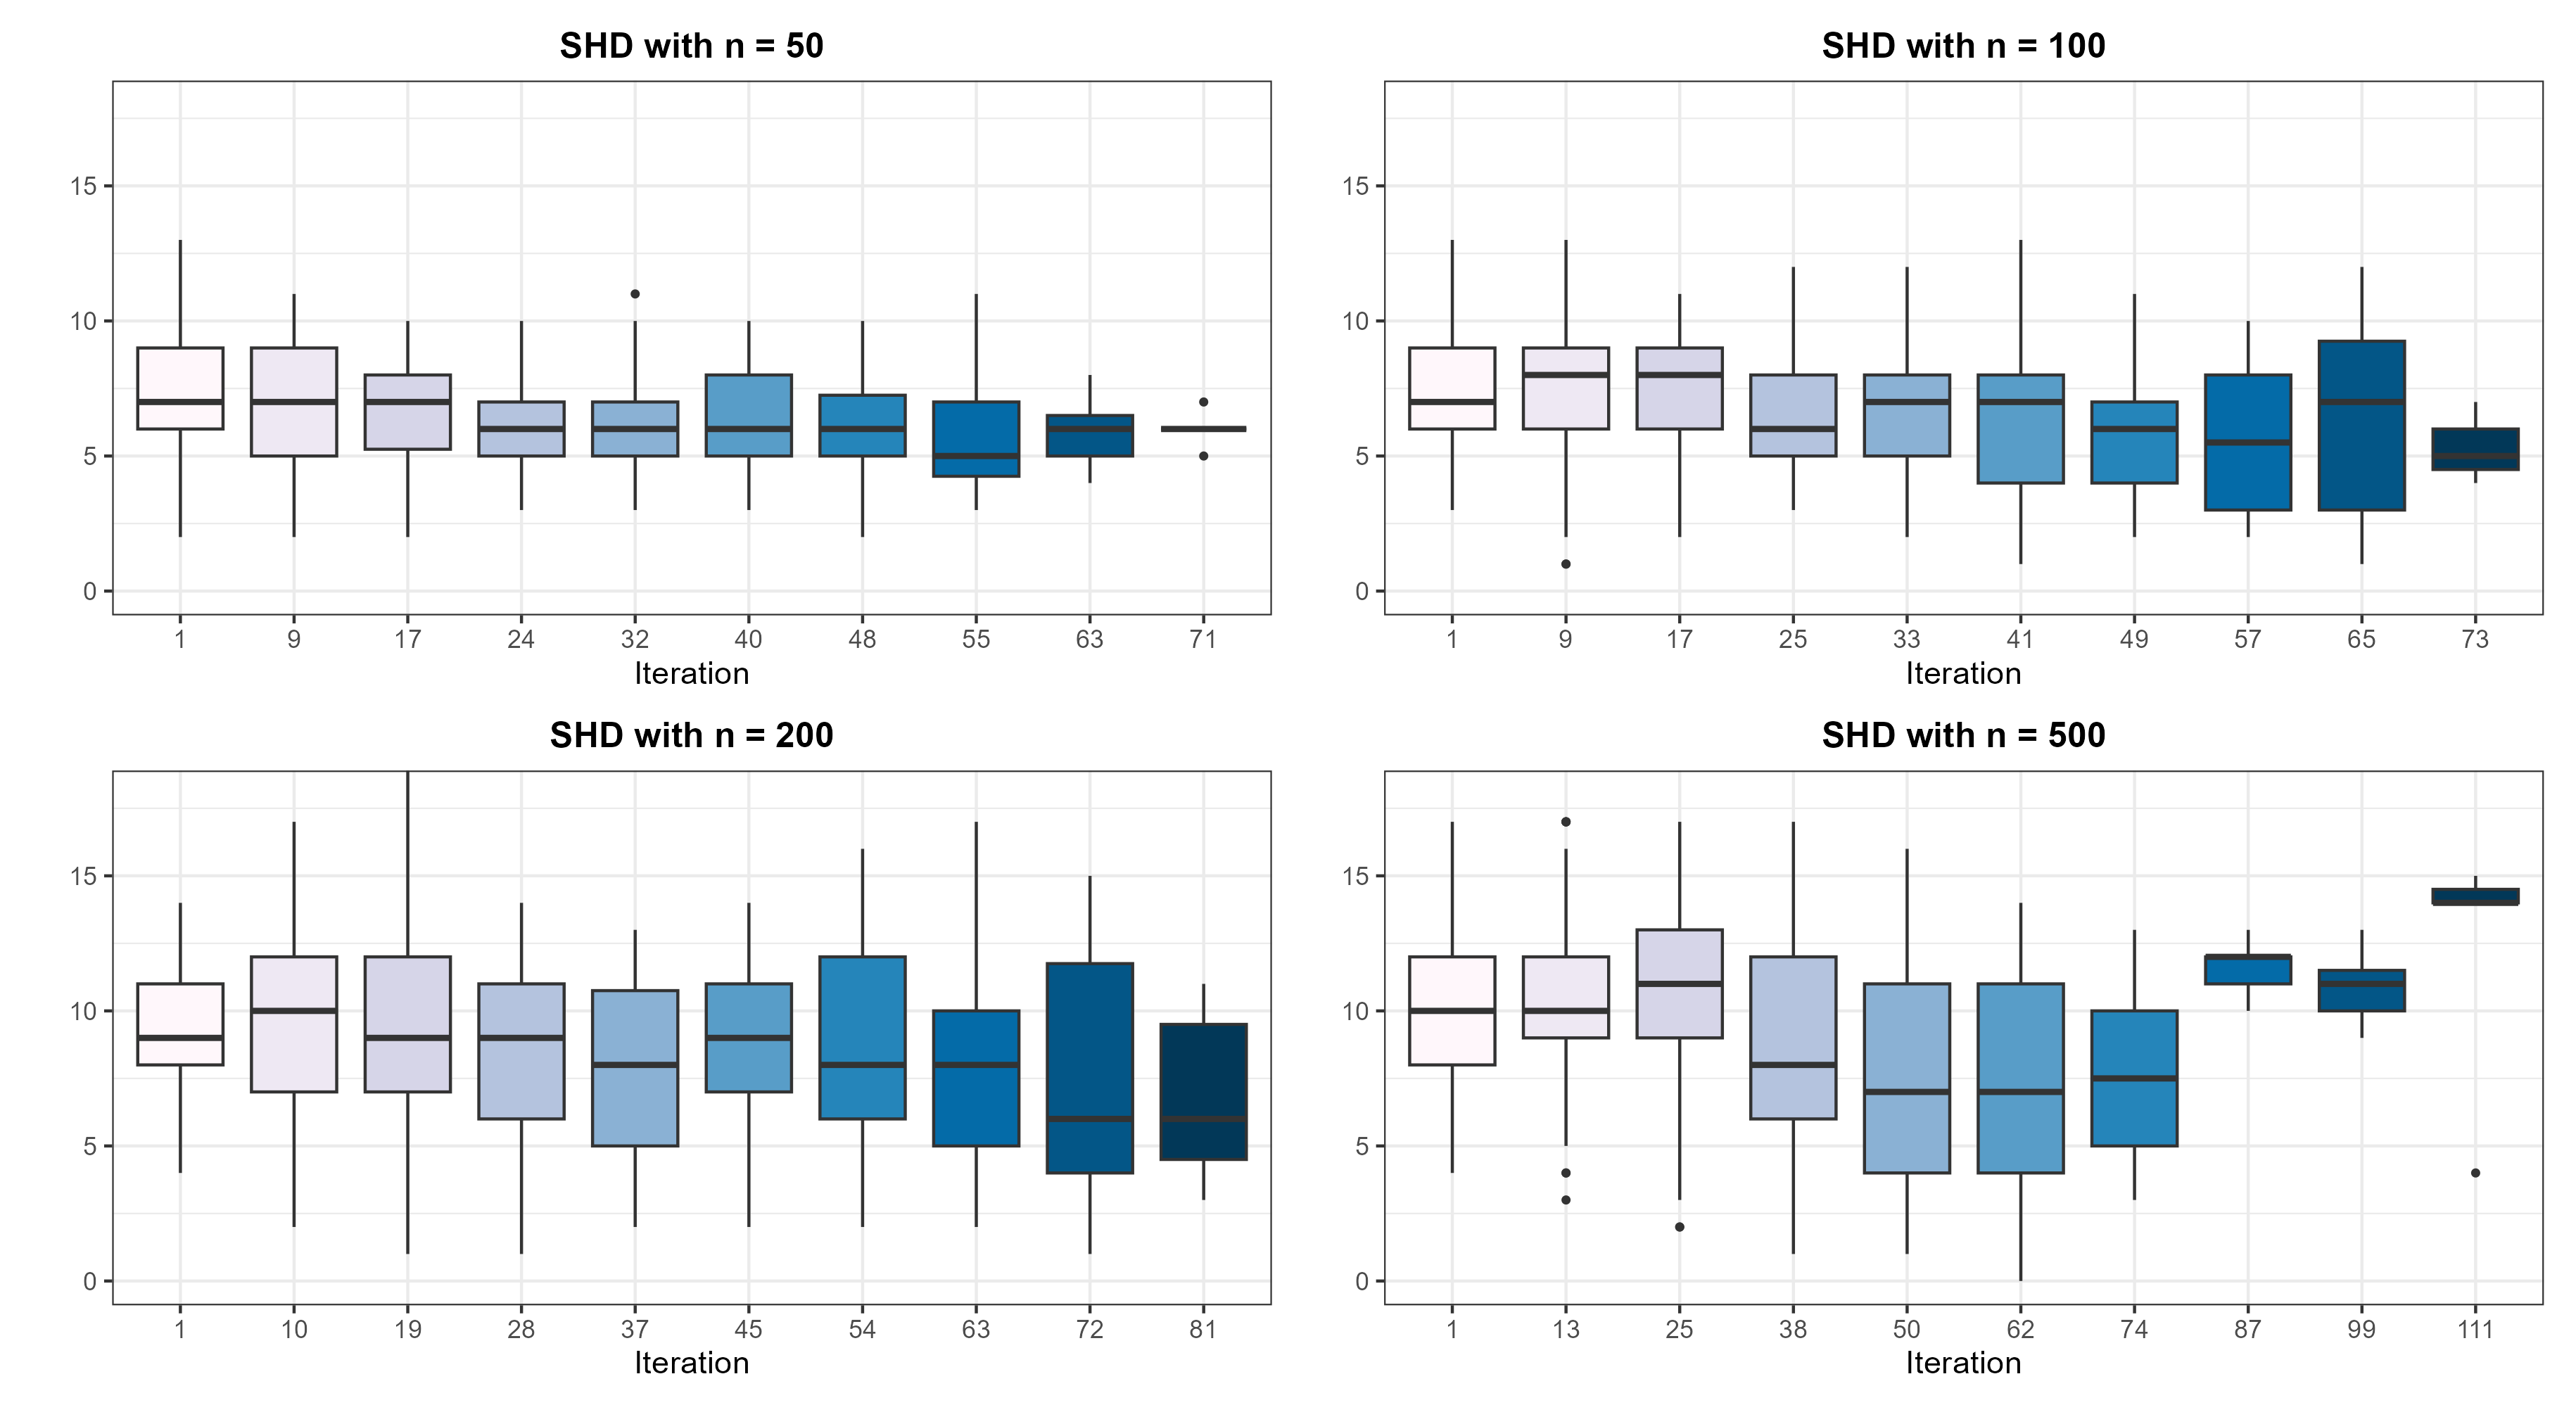 SHD with n = 50
15
10
5
0
1 9 17 24 32 40 48 55 63 71
Iteration
SHD with n = 100
15
10
5
0
1 9 17 25 33 41 49 57 65 73
Iteration
SHD with n = 200
15
10
5
0
1 10 19 28 37 45 54 63 72 81
Iteration
SHD with n = 500
15
10
5
0
1 13 25 38 50 62 74 87 99 111
Iteration